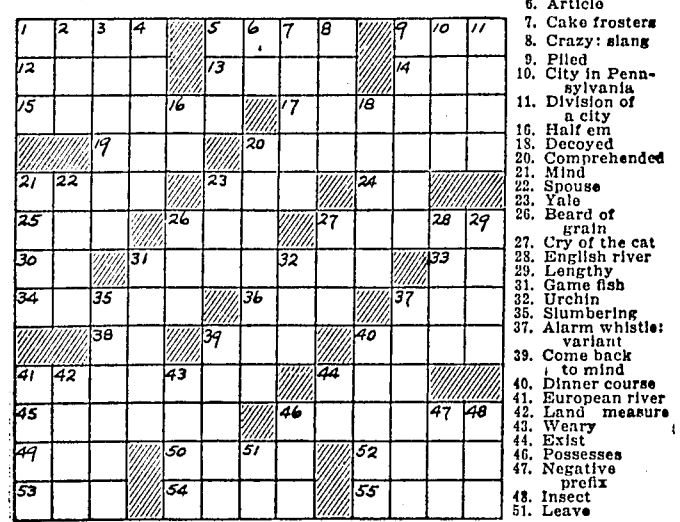 6. Article
7. Cake frosters
8. Crazy: slang
9. Piled
10. City in Penn-
sylvania
11. Division of
a city
16. Half em
18. Decoyed
20. Comprehended
21. Mind
22. Spouse
23. Yale
26. Beard of
grain
27. Cry of the cat
28. English river
29. Lengthy
31. Game fish
32. Urchin
35. Slumbering
37. Alarm whistle:
variant
39. Come back
to mind
40. Dinner course
41. European river
42. Land measure
43. Weary
44. Exist
46. Possesses
47. Negative
prefix
48. Insect
51. Leave
1 2 3 4 5 6 7 8 9 10 11
12 13 14
15 16 17 18
19 20
21 22 23 24
25 26 27 28 29
30 31 32 33
34 35 36 37
38 39 40
41 42 43 44
45 46 47 48
49 50 51 52
53 54 55